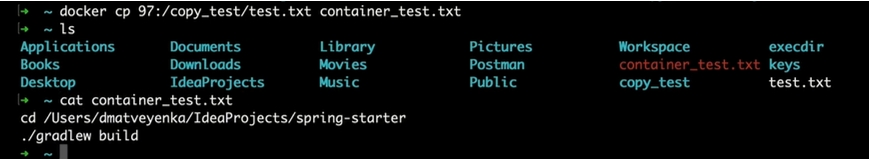 ➜ ~ docker cp 97:/copy_test/test.txt container_test.txt
➜ ~ ls
Applications Documents Library Pictures Workspace execdir
Books Downloads Movies Postman container_test.txt keys
Desktop IdeaProjects Music Public copy_test test.txt
➜ ~ cat container_test.txt
cd /Users/dmatveyenka/IdeaProjects/spring-starter
./gradlew build
➜ ~